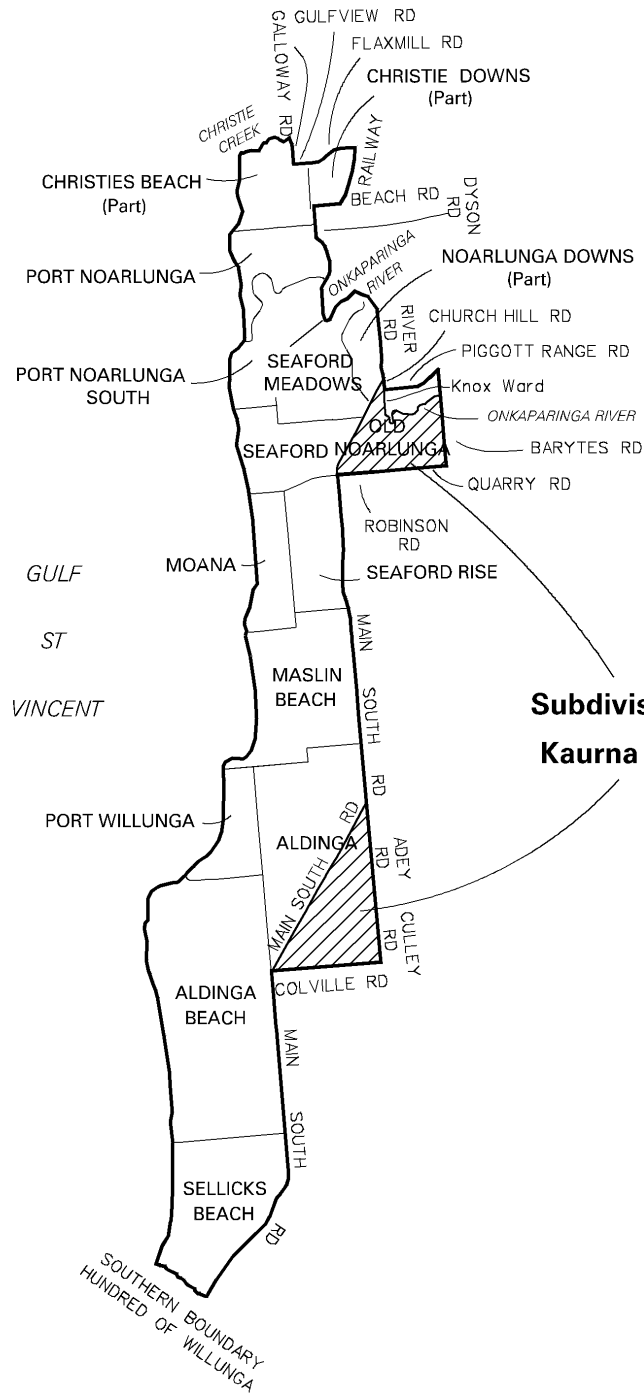 GALLOWAY RD
GULFVIEW RD
FLAXMILL RD
CHRISTIE DOWNS
(Part)
CHRISTIE
CREEK
RAILWAY
CHRISTIES BEACH
(Part)
BEACH RD
DYSON
RD
PORT NOARLUNGA
ONKAPARINGA
RIVER
NOARLUNGA DOWNS
(Part)
RIVER
RD
CHURCH HILL RD
PIGGOTT RANGE RD
PORT NOARLUNGA
SOUTH
SEAFORD
MEADOWS
Knox Ward
ONKAPARINGA RIVER
OLD
NOARLUNGA
SEAFORD
BARYTES RD
QUARRY RD
ROBINSON
RD
GULF
ST
VINCENT
MOANA
SEAFORD RISE
MAIN
SOUTH
RD
MASLIN
BEACH
Subdivis
Kaurna
PORT WILLUNGA
ALDINGA
MAIN SOUTH RD
ADEY
RD
CULLEY
RD
COLVILLE RD
ALDINGA
BEACH
MAIN
SOUTH
RD
SELLICKS
BEACH
SOUTHERN BOUNDARY
HUNDRED OF WILLUNGA